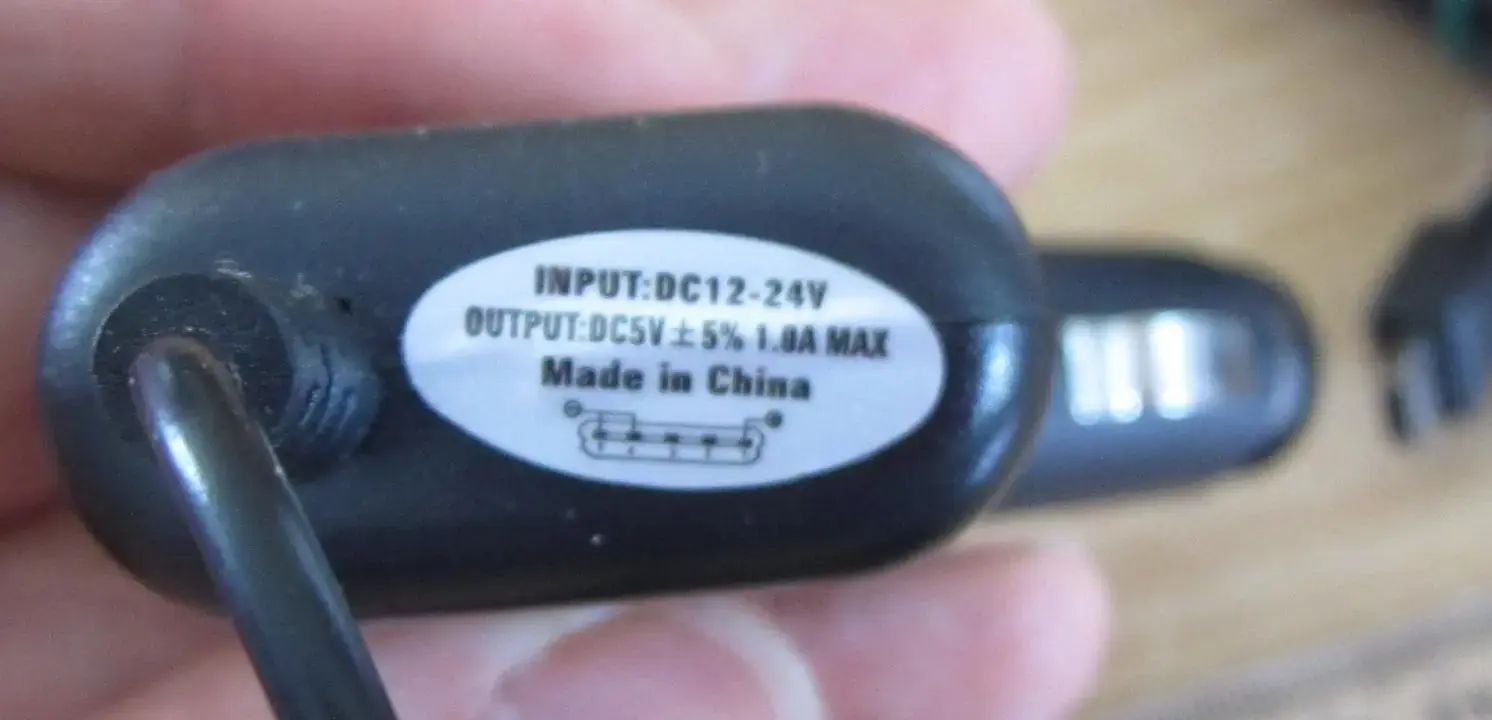 INPUT:DC12-24V
OUTPUT:DC5V±5% 1.0A MAX
Made in China